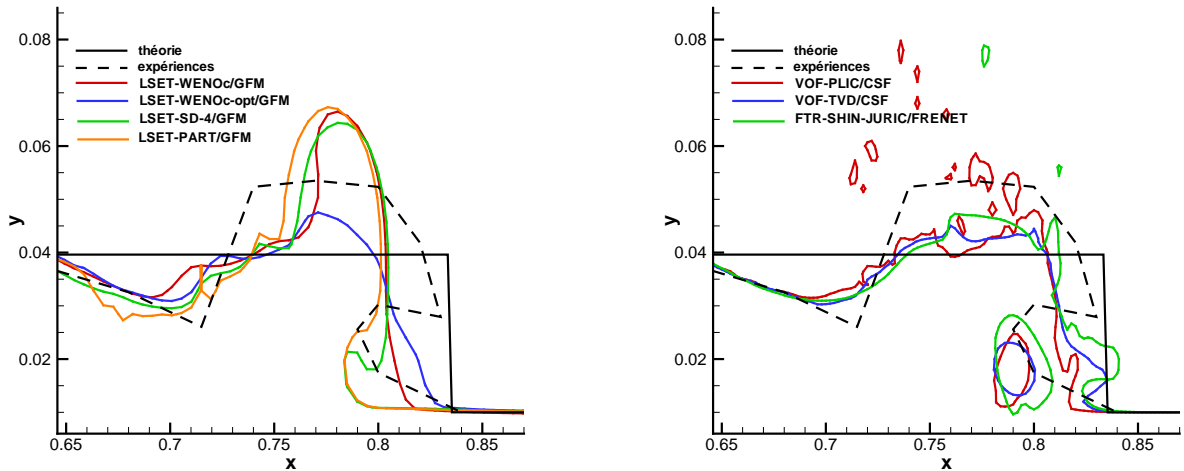 0.08
0.06
0.04
0.02
y
0.65
0.7
0.75
0.8
0.85
x
théorie
expériences
LSET-WENOc/GFM
LSET-WENOc-opt/GFM
LSET-SD-4/GFM
LSET-PART/GFM
0.08
0.06
0.04
0.02
y
0.65
0.7
0.75
0.8
0.85
x
théorie
expériences
VOF-PLIC/CSF
VOF-TVD/CSF
FTR-SHIN-JURIC/FRENET